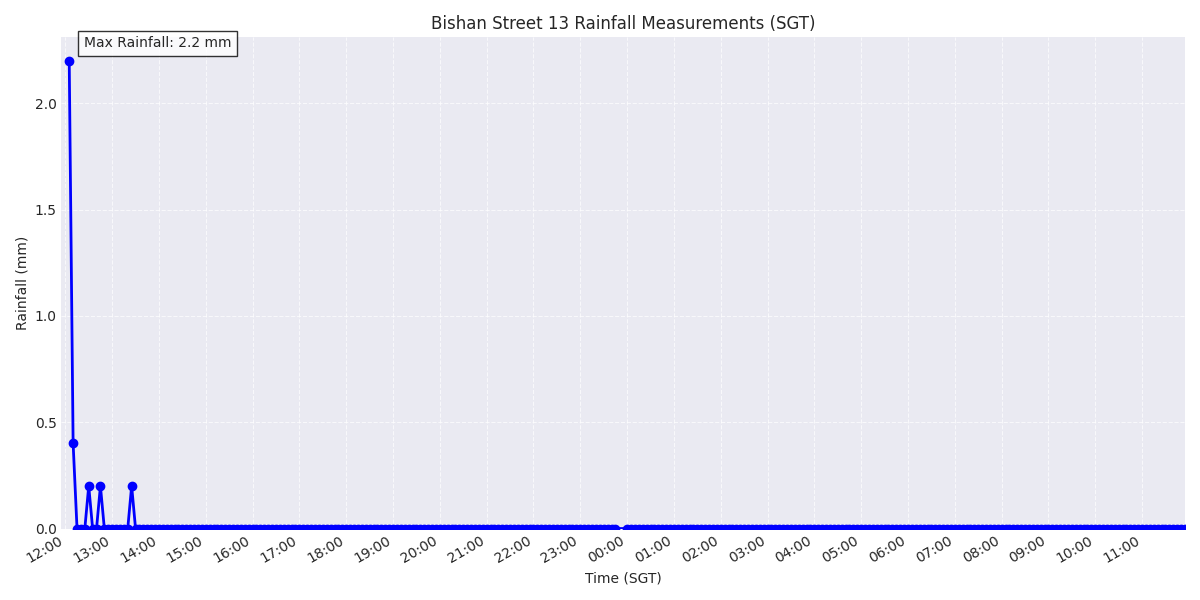 Bishan Street 13 Rainfall Measurements (SGT)
Max Rainfall: 2.2 mm
Rainfall (mm)
2.0
1.5
1.0
0.5
0.0
12:00 13:00 14:00 15:00 16:00 17:00 18:00 19:00 20:00 21:00 22:00 23:00 00:00 01:00 02:00 03:00 04:00 05:00 06:00 07:00 08:00 09:00 10:00 11:00
Time (SGT)